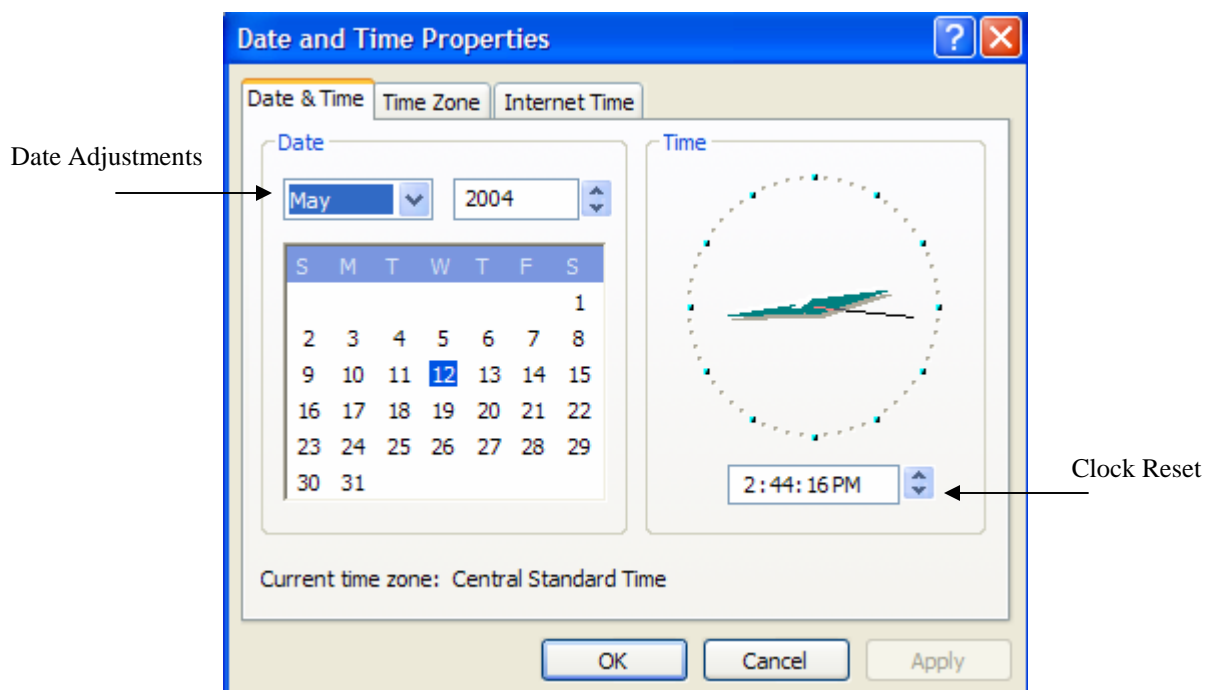 Date and Time Properties
Date & Time Time Zone Internet Time
Date Adjustments
Date
May 2004
S M T W T F S
1
2 3 4 5 6 7 8
9 10 11 12 13 14 15
16 17 18 19 20 21 22
23 24 25 26 27 28 29
30 31
Time
2:44:16 PM
Clock Reset
Current time zone: Central Standard Time
OK Cancel Apply